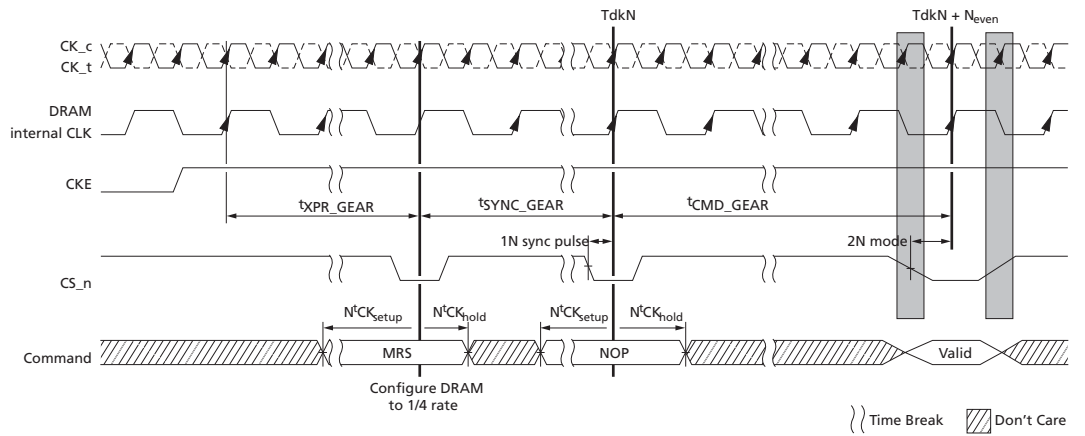 TdkN
TdkN + Neven
CK_c
CK_t
DRAM
internal CLK
CKE
tXPR_GEAR
tSYNC_GEAR
tCMD_GEAR
1N sync pulse
2N mode
CS_n
NtCKsetup
NtCKhold
NtCKsetup
NtCKhold
Command
MRS
NOP
Valid
Configure DRAM
to 1/4 rate
Time Break
Don't Care